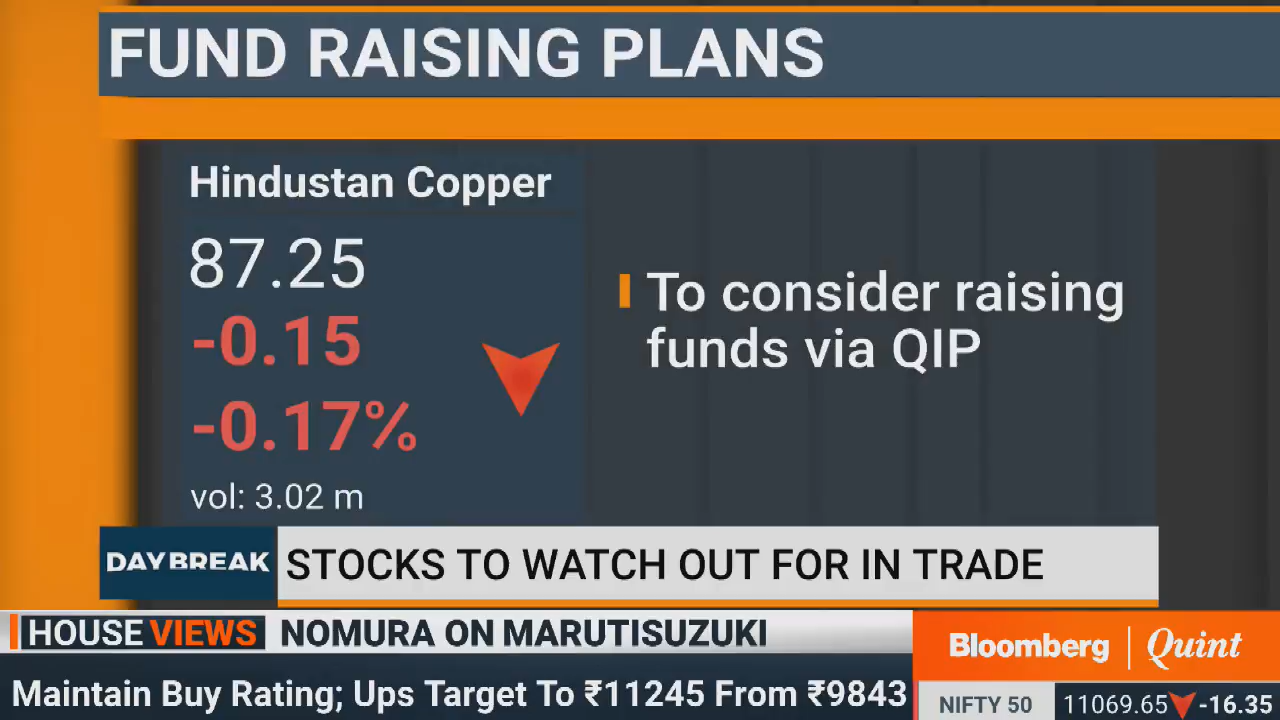 FUND RAISING PLANS
Hindustan Copper
87.25
-0.15
-0.17%
vol: 3.02 m
To consider raising
funds via QIP
DAYBREAK
STOCKS TO WATCH OUT FOR IN TRADE
HOUSE VIEWS NOMURA ON MARUTISUZUKI
Maintain Buy Rating; Ups Target To ₹11245 From ₹9843
Bloomberg | Quint
NIFTY 50 11069.65 -16.35